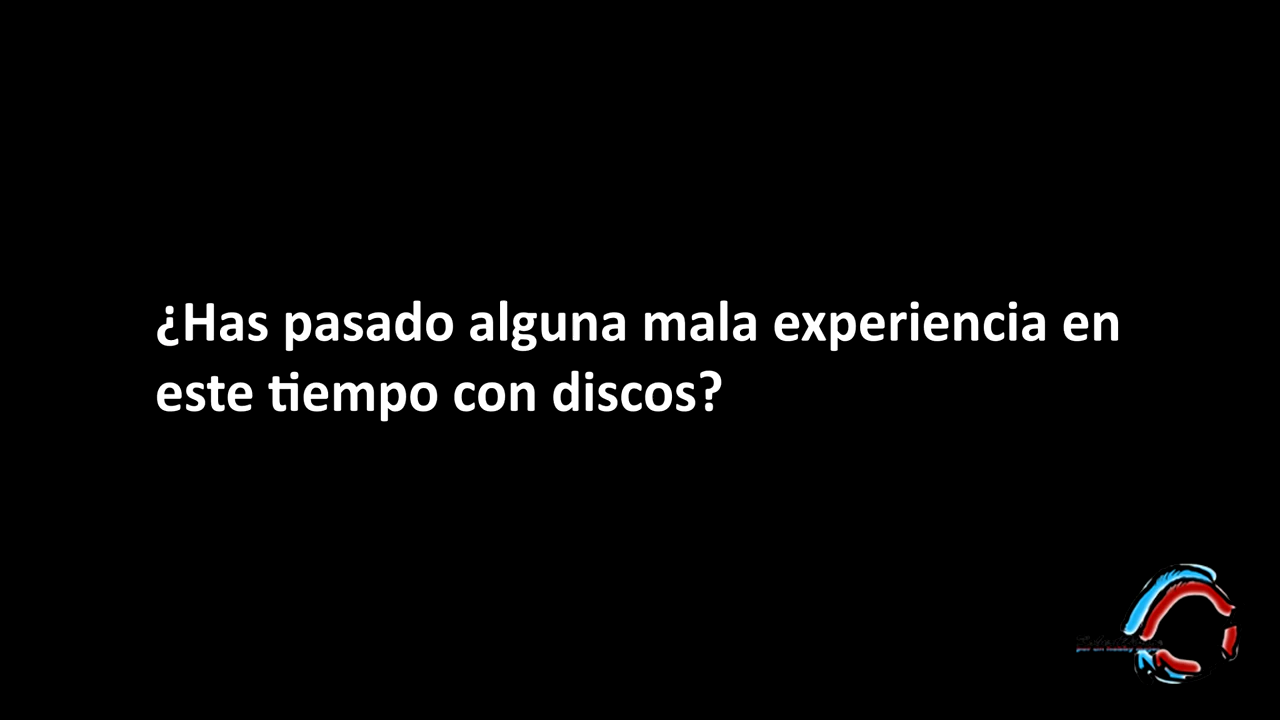 ¿Has pasado alguna mala experiencia en
este tiempo con discos?